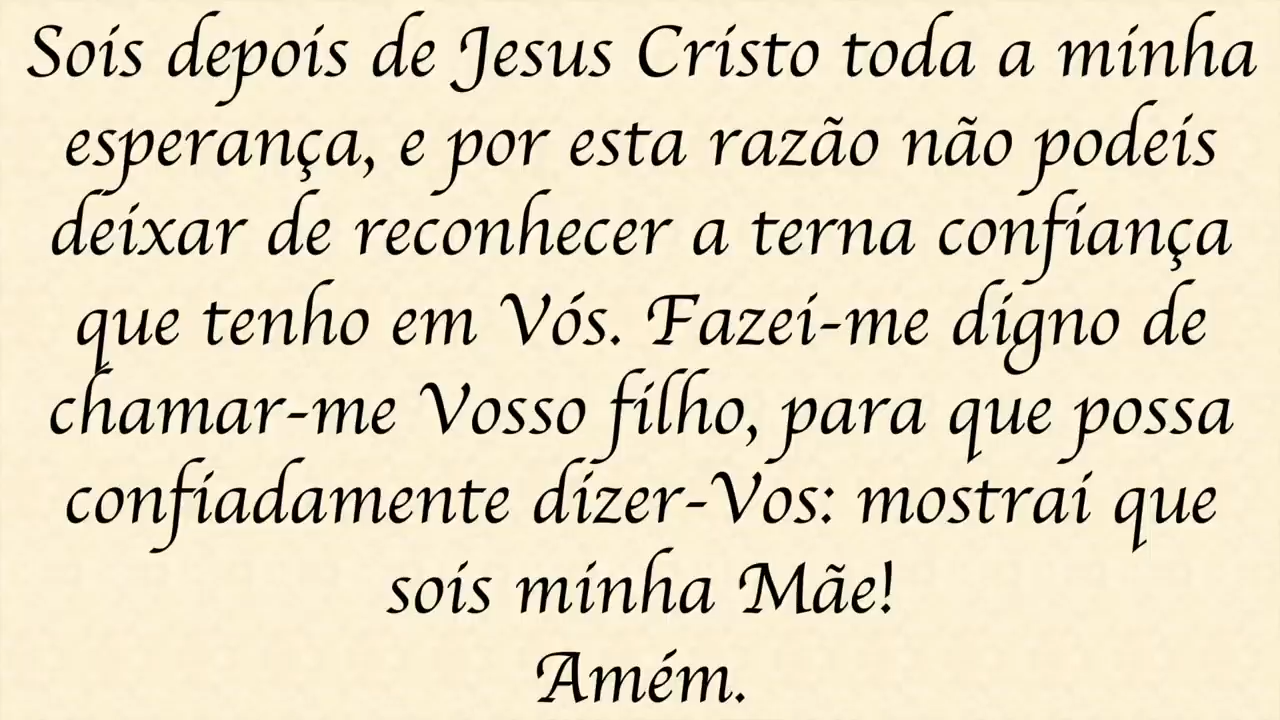 Sois depois de Jesus Cristo toda a minha
esperança, e por esta razão não podeis
deixar de reconhecer a terna confiança
que tenho em Vós. Fazei-me digno de
chamar-me Vosso filho, para que possa
confiadamente dizer-Vos: mostrai que
sois minha Mãe!
Amém.